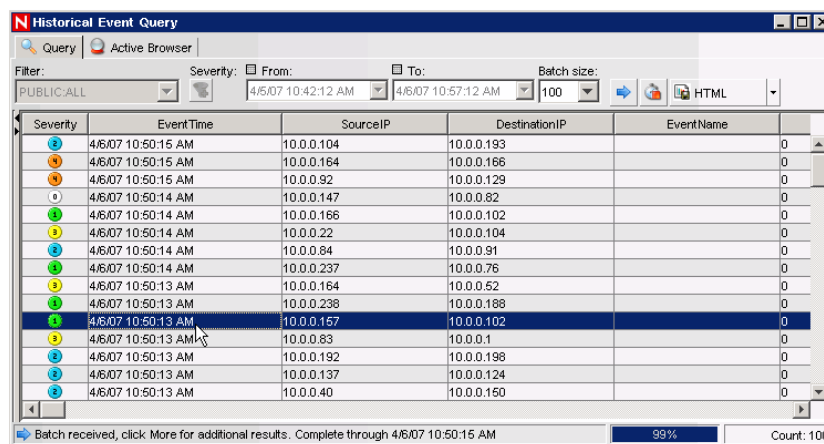 N Historical Event Query
Query Active Browser
Filter: Severity: From: To: Batch size:
PUBLIC:ALL 4/5/07 10:42:12 AM 4/6/07 10:57:12 AM 100 HTML
Severity EventTime SourceIP DestinationIP EventName
2 4/6/07 10:50:15 AM 10.0.0.104 10.0.0.193 0
4 4/6/07 10:50:15 AM 10.0.0.164 10.0.0.166 0
4 4/6/07 10:50:15 AM 10.0.0.92 10.0.0.129 0
0 4/6/07 10:50:14 AM 10.0.0.147 10.0.0.82 0
1 4/6/07 10:50:14 AM 10.0.0.166 10.0.0.102 0
3 4/6/07 10:50:14 AM 10.0.0.22 10.0.0.104 0
2 4/6/07 10:50:14 AM 10.0.0.84 10.0.0.91 0
1 4/6/07 10:50:14 AM 10.0.0.237 10.0.0.76 0
3 4/6/07 10:50:13 AM 10.0.0.164 10.0.0.52 0
1 4/6/07 10:50:13 AM 10.0.0.238 10.0.0.188 0
1 4/6/07 10:50:13 AM 10.0.0.157 10.0.0.102 0
3 4/6/07 10:50:13 AM 10.0.0.83 10.0.0.1 0
2 4/6/07 10:50:13 AM 10.0.0.192 10.0.0.198 0
2 4/6/07 10:50:13 AM 10.0.0.137 10.0.0.124 0
2 4/6/07 10:50:13 AM 10.0.0.40 10.0.0.150 0
Batch received, click More for additional results. Complete through 4/6/07 10:50:15 AM 99% Count: 100